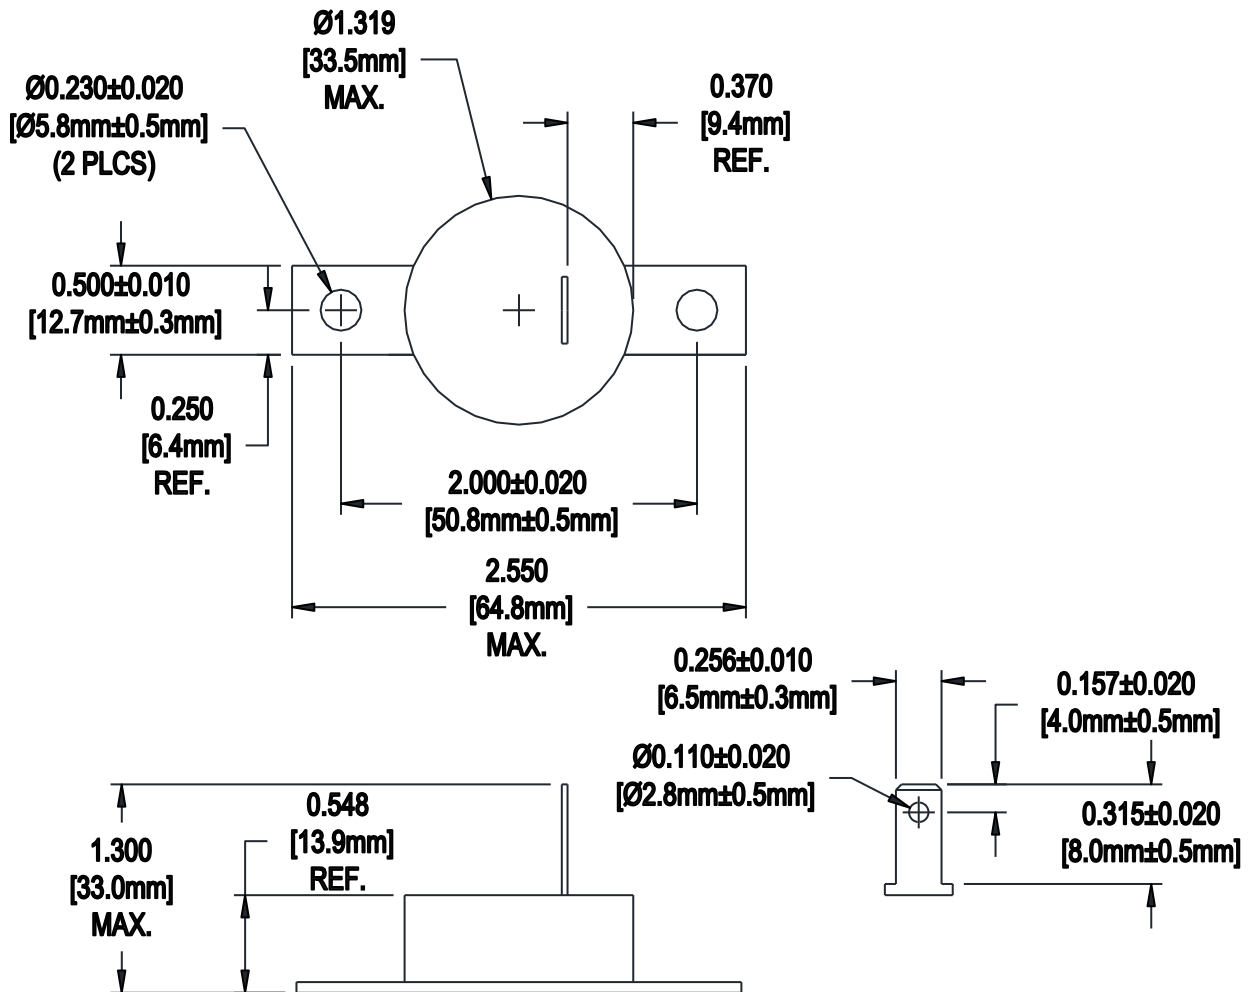 Ø1.319
[33.5mm]
MAX.
Ø0.230±0.020
[Ø5.8mm±0.5mm]
(2 PLCS)
0.370
[9.4mm]
REF.
0.500±0.010
[12.7mm±0.3mm]
0.250
[6.4mm]
REF.
2.000±0.020
[50.8mm±0.5mm]
2.550
[64.8mm]
MAX.
0.256±0.010
[6.5mm±0.3mm]
0.157±0.020
[4.0mm±0.5mm]
Ø0.110±0.020
[Ø2.8mm±0.5mm]
0.315±0.020
[8.0mm±0.5mm]
0.548
[13.9mm]
REF.
1.300
[33.0mm]
MAX.